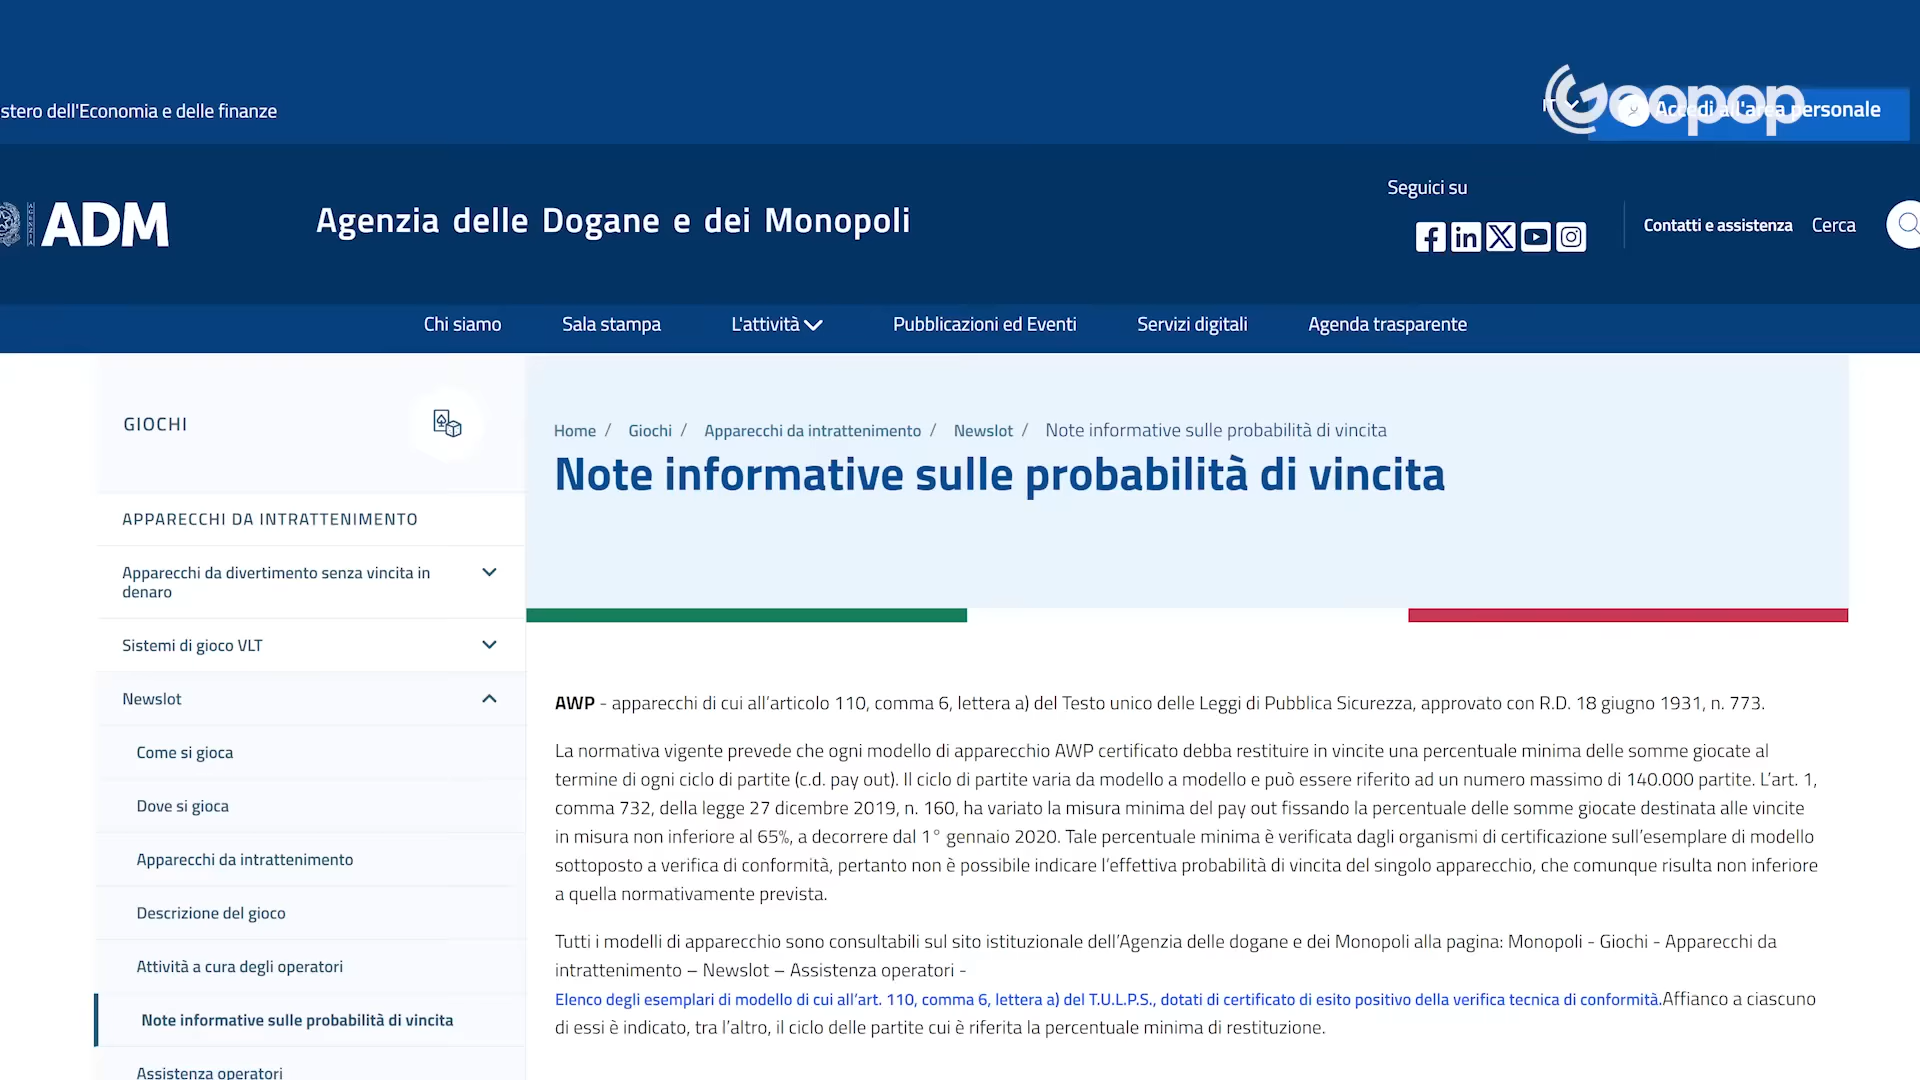 stero dell'Economia e delle finanze
Geopop
Accedi all'area personale
ADM
Agenzia delle Dogane e dei Monopoli
Seguici su
Contatti e assistenza
Cerca
Chi siamo
Sala stampa
L'attività
Pubblicazioni ed Eventi
Servizi digitali
Agenda trasparente
GIOCHI
APPARECCHI DA INTRATTENIMENTO
Apparecchi da divertimento senza vincita in
denaro
Sistemi di gioco VLT
Newslot
Come si gioca
Dove si gioca
Apparecchi da intrattenimento
Descrizione del gioco
Attività a cura degli operatori
Note informative sulle probabilità di vincita
Assistenza operatori
Home / Giochi / Apparecchi da intrattenimento / Newslot / Note informative sulle probabilità di vincita
Note informative sulle probabilità di vincita
AWP - apparecchi di cui all’articolo 110, comma 6, lettera a) del Testo unico delle Leggi di Pubblica Sicurezza, approvato con R.D. 18 giugno 1931, n. 773.
La normativa vigente prevede che ogni modello di apparecchio AWP certificato debba restituire in vincite una percentuale minima delle somme giocate al
termine di ogni ciclo di partite (c.d. pay out). Il ciclo di partite varia da modello a modello e può essere riferito ad un numero massimo di 140.000 partite. L’art. 1,
comma 732, della legge 27 dicembre 2019, n. 160, ha variato la misura minima del pay out fissando la percentuale delle somme giocate destinata alle vincite
in misura non inferiore al 65%, a decorrere dal 1° gennaio 2020. Tale percentuale minima è verificata dagli organismi di certificazione sull’esemplare di modello
sottoposto a verifica di conformità, pertanto non è possibile indicare l’effettiva probabilità di vincita del singolo apparecchio, che comunque risulta non inferiore
a quella normativamente prevista.
Tutti i modelli di apparecchio sono consultabili sul sito istituzionale dell’Agenzia delle dogane e dei Monopoli alla pagina: Monopoli - Giochi - Apparecchi da
intrattenimento – Newslot – Assistenza operatori -
Elenco degli esemplari di modello di cui all’art. 110, comma 6, lettera a) del T.U.L.P.S., dotati di certificato di esito positivo della verifica tecnica di conformità.Affianco a ciascuno
di essi è indicato, tra l’altro, il ciclo delle partite cui è riferita la percentuale minima di restituzione.